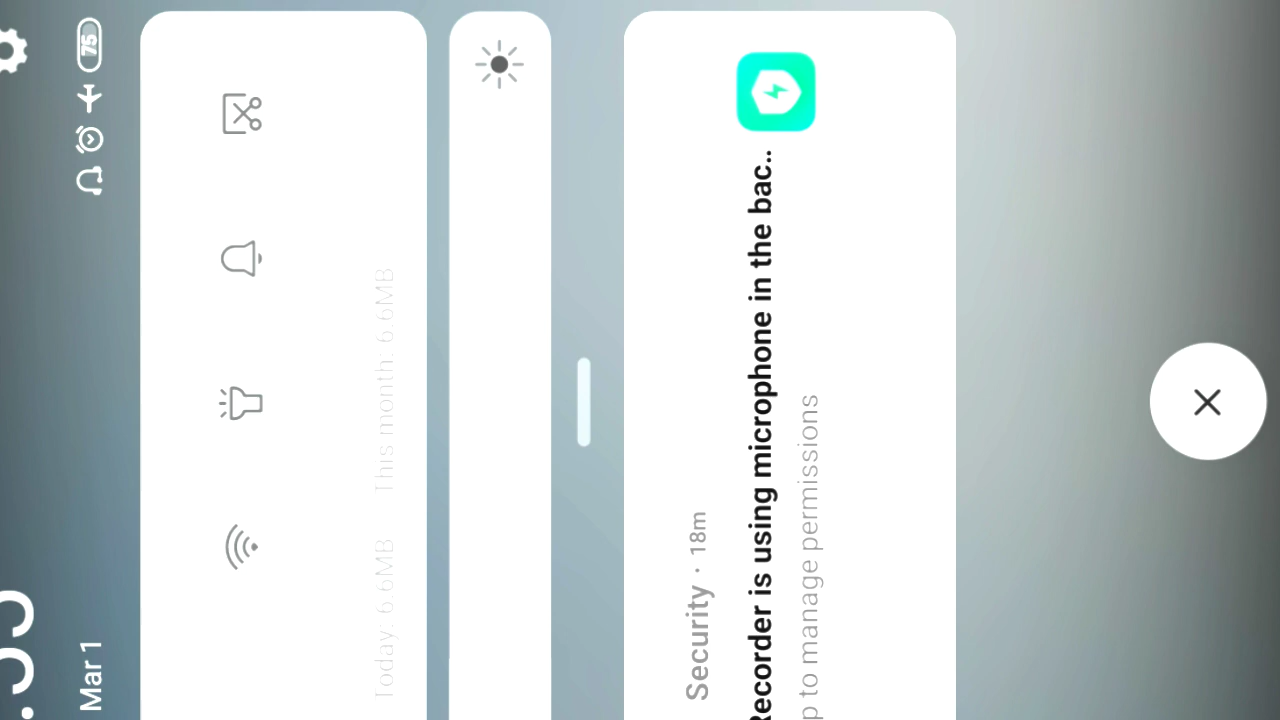 75
Mar 1
Today: 6.6MB This month: 6.6MB
Security · 18m
Recorder is using microphone in the bac..
to manage permissions